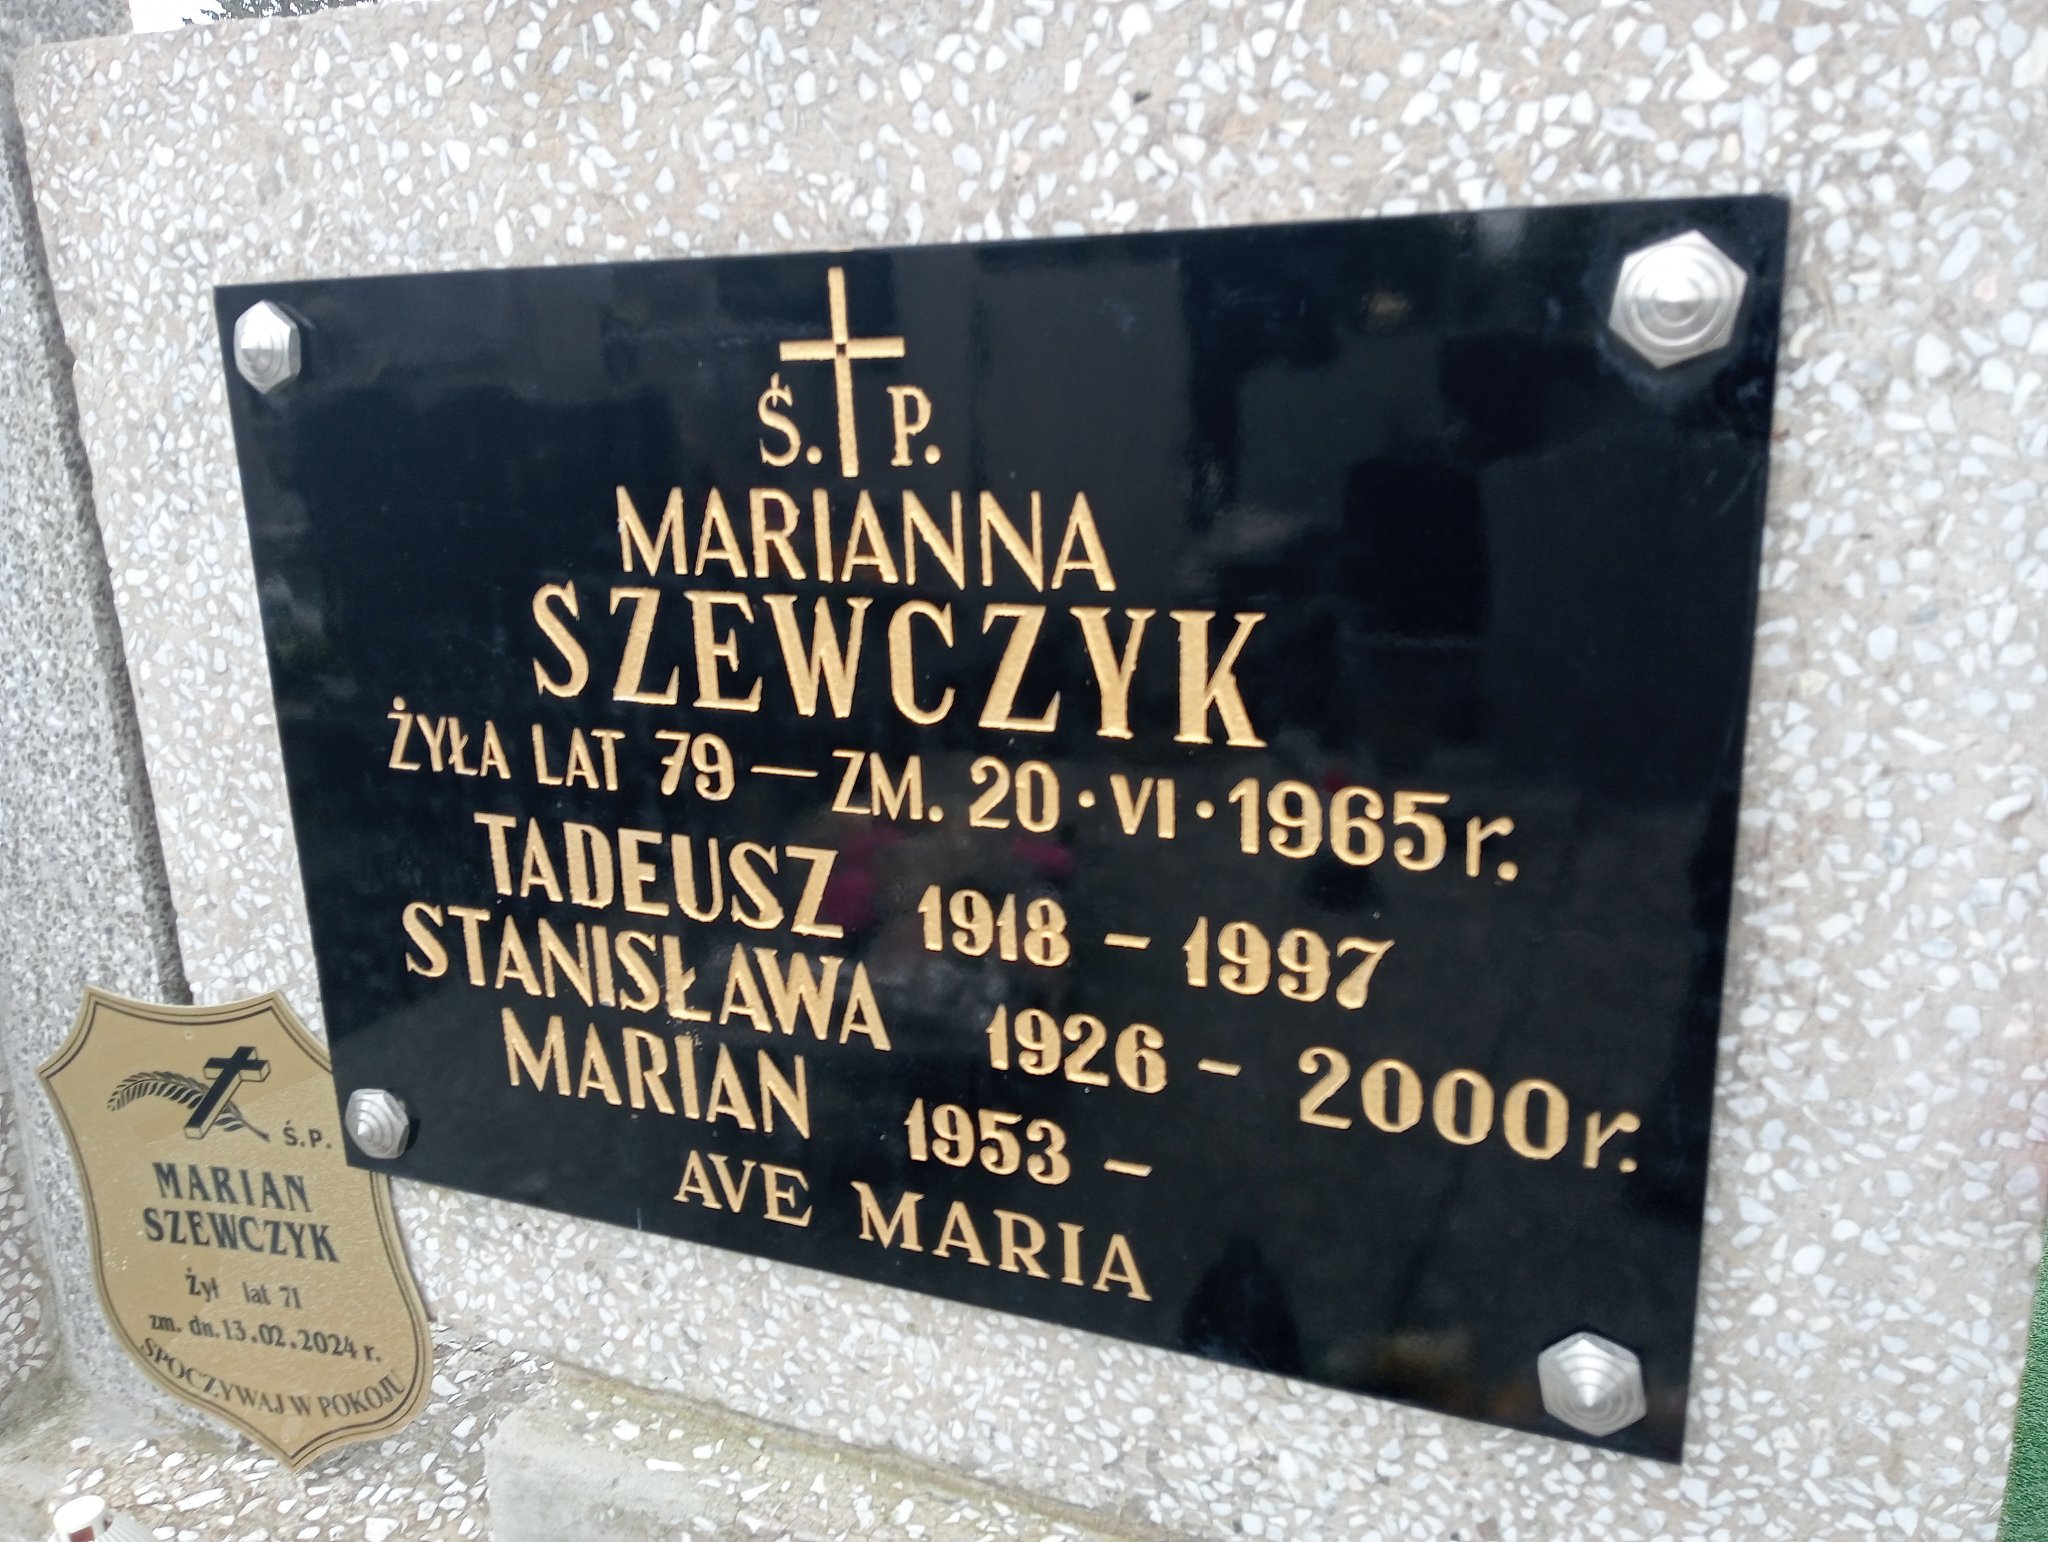 Ś. P.
MARIANNA
SZEWCZYK
ŻYŁA LAT 79 — ZM. 20 · VI · 1965 r.
TADEUSZ 1918 – 1997
STANISŁAWA 1926 – 2000 r.
MARIAN 1953 –
AVE MARIA
Ś.P.
MARIAN
SZEWCZYK
Żył lat 71
zm. dn. 13.02.2024 r.
SPOCZYWAJ W POKOJU